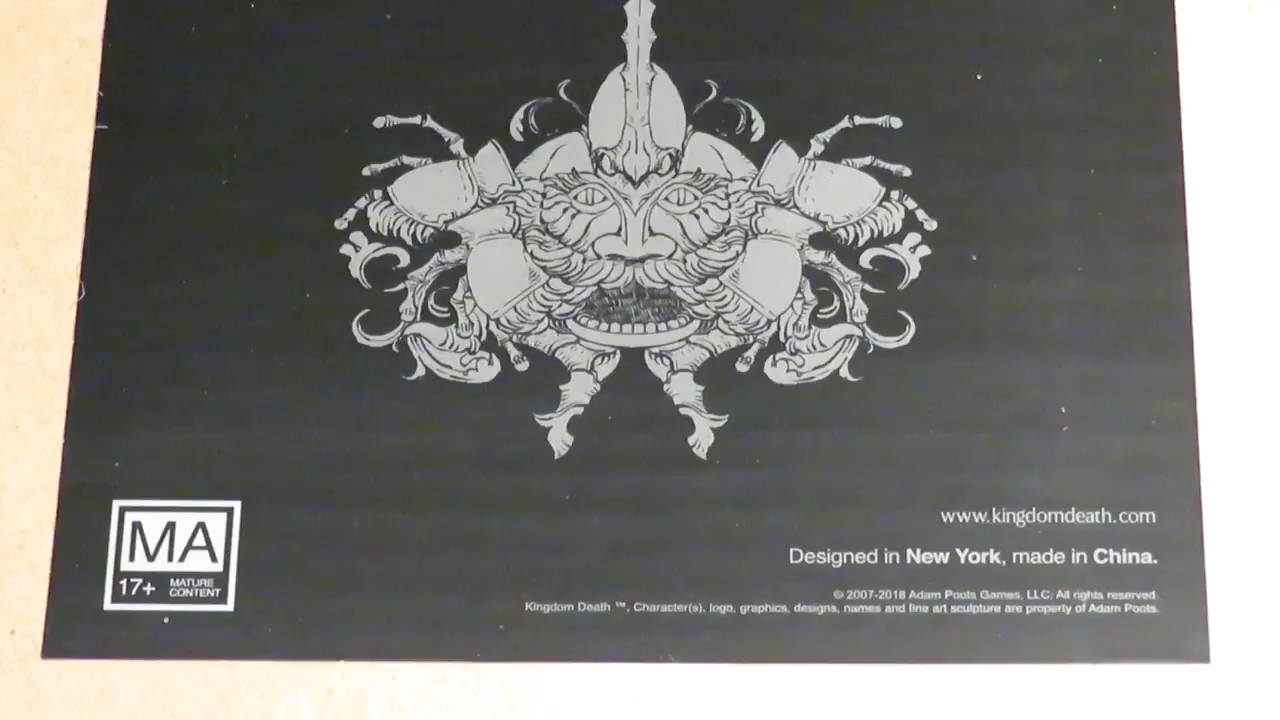 www.kingdomdeath.com
Designed in New York, made in China.
© 2007-2018 Adam Poots Games, LLC. All rights reserved.
Kingdom Death ™, Character(s), logo, graphics, designs, names and line art sculpture are property of Adam Poots.
MA
17+ MATURE
CONTENT